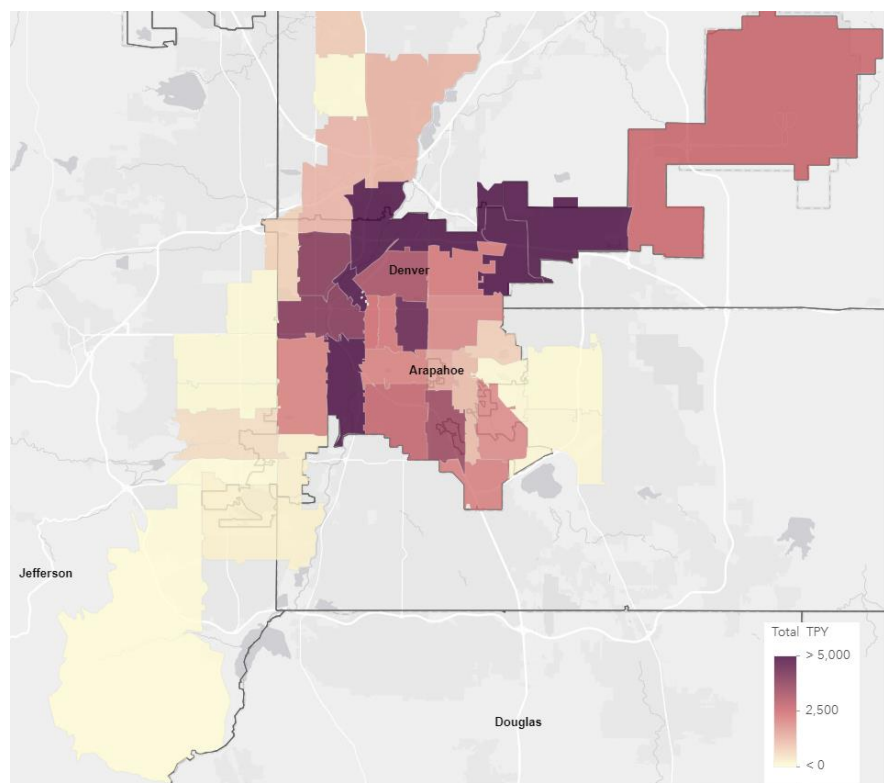 Denver
Arapahoe
Jefferson
Total TPY
> 5,000
2,500
Douglas
< 0